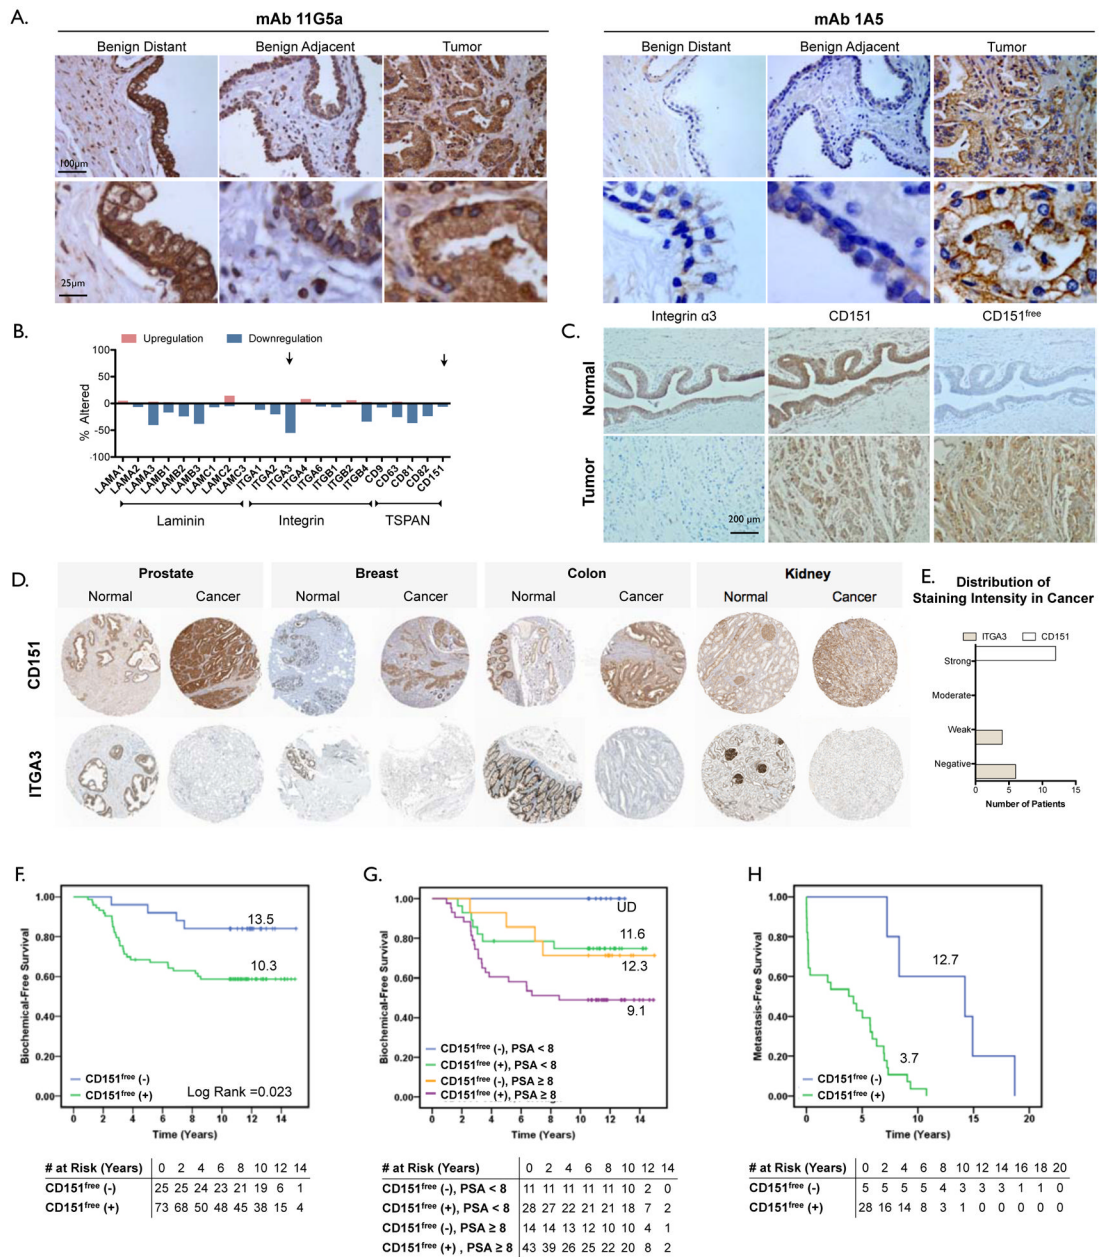 A.
mAb 11G5a
mAb 1A5
Benign Distant Benign Adjacent Tumor
Benign Distant Benign Adjacent Tumor
100µm
25µm
B.
Upregulation Downregulation
% Altered
100
50
0
-50
-100
LAMA1 LAMA2 LAMA3 LAMB1 LAMB2 LAMB3 LAMC1 LAMC2 LAMC3 ITGA1 ITGA2 ITGA3 ITGA4 ITGA6 ITGB1 ITGB2 ITGB4 CD9 CD63 CD81 CD82 CD151
Laminin Integrin TSPAN
C.
Integrin α3 CD151 CD151free
Normal
Tumor
200 µm
D.
Prostate Breast Colon Kidney
Normal Cancer Normal Cancer Normal Cancer Normal Cancer
CD151
ITGA3
E.
Distribution of
Staining Intensity in Cancer
ITGA3 CD151
Strong
Moderate
Weak
Negative
0 5 10 15
Number of Patients
F.
Biochemical-Free Survival
1.00
0.80
0.60
0.40
0.20
0.00
13.5
10.3
CD151free (-)
CD151free (+)
Log Rank =0.023
0 2 4 6 8 10 12 14
Time (Years)
# at Risk (Years) 0 2 4 6 8 10 12 14
CD151free (-) 25 25 24 23 21 19 6 1
CD151free (+) 73 68 50 48 45 38 15 4
G.
Biochemical-Free Survival
1.00
0.80
0.60
0.40
0.20
0.00
UD
11.6
12.3
9.1
CD151free (-), PSA < 8
CD151free (+), PSA < 8
CD151free (-), PSA ≥ 8
CD151free (+), PSA ≥ 8
0 2 4 6 8 10 12 14
Time (Years)
# at Risk (Years) 0 2 4 6 8 10 12 14
CD151free (-), PSA < 8 11 11 11 11 11 10 2 0
CD151free (+), PSA < 8 28 27 22 21 21 18 7 2
CD151free (-), PSA ≥ 8 14 14 13 12 10 10 4 1
CD151free (+) , PSA ≥ 8 43 39 26 25 22 20 8 2
H
Metastasis-Free Survival
1.00
0.80
0.60
0.40
0.20
0.00
12.7
3.7
CD151free (-)
CD151free (+)
0 5 10 15 20
Time (Years)
# at Risk (Years) 0 2 4 6 8 10 12 14 16 18 20
CD151free (-) 5 5 5 5 4 3 3 3 1 1 0
CD151free (+) 28 16 14 8 3 1 0 0 0 0 0